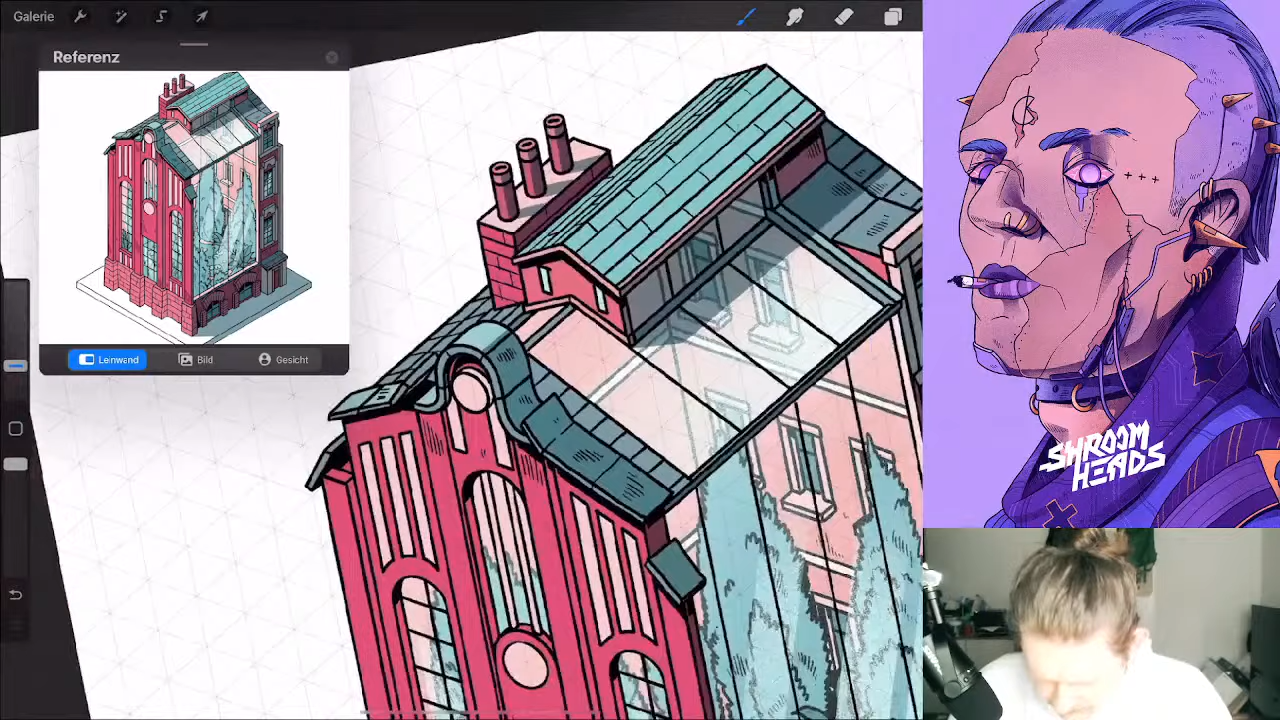 Galerie
Referenz
Leinwand
Bild
Gesicht
SHROOM
HEADS